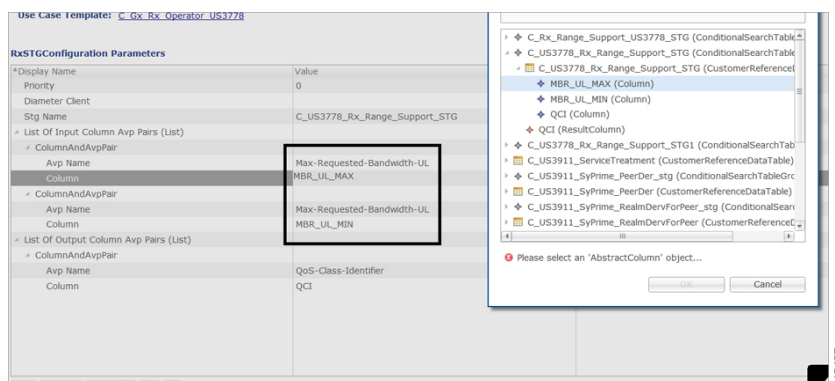 Use Case Template: C_Gx_Rx_Operator_US3778
RxSTGConfiguration Parameters
*Display Name Value
Priority 0
Diameter Client
Stg Name C_US3778_Rx_Range_Support_STG
List Of Input Column Avp Pairs (List)
ColumnAndAvpPair
Avp Name Max-Requested-Bandwidth-UL
Column MBR_UL_MAX
ColumnAndAvpPair
Avp Name Max-Requested-Bandwidth-UL
Column MBR_UL_MIN
List Of Output Column Avp Pairs (List)
ColumnAndAvpPair
Avp Name QoS-Class-Identifier
Column QCI
C_Rx_Range_Support_US3778_STG (ConditionalSearchTable
C_US3778_Rx_Range_Support_STG (ConditionalSearchTable
C_US3778_Rx_Range_Support_STG (CustomerReferenceD
MBR_UL_MAX (Column)
MBR_UL_MIN (Column)
QCI (Column)
QCI (ResultColumn)
C_US3778_Rx_Range_Support_STG1 (ConditionalSearchTab
C_US3911_ServiceTreatment (CustomerReferenceDataTable)
C_US3911_SyPrime_PeerDer_stg (ConditionalSearchTableGrc
C_US3911_SyPrime_PeerDer (CustomerReferenceDataTable)
C_US3911_SyPrime_RealmDervForPeer_stg (ConditionalSearc
C_US3911_SyPrime_RealmDervForPeer (CustomerReferenceD
Please select an 'AbstractColumn' object...
OK Cancel